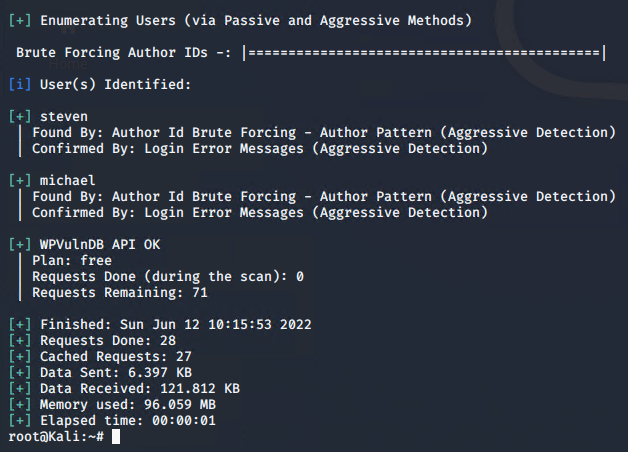 [+] Enumerating Users (via Passive and Aggressive Methods)
Brute Forcing Author IDs -: |============================================|
[i] User(s) Identified:
[+] steven
| Found By: Author Id Brute Forcing - Author Pattern (Aggressive Detection)
| Confirmed By: Login Error Messages (Aggressive Detection)
[+] michael
| Found By: Author Id Brute Forcing - Author Pattern (Aggressive Detection)
| Confirmed By: Login Error Messages (Aggressive Detection)
[+] WPVulnDB API OK
| Plan: free
| Requests Done (during the scan): 0
| Requests Remaining: 71
[+] Finished: Sun Jun 12 10:15:53 2022
[+] Requests Done: 28
[+] Cached Requests: 27
[+] Data Sent: 6.397 KB
[+] Data Received: 121.812 KB
[+] Memory used: 96.059 MB
[+] Elapsed time: 00:00:01
root@Kali:~#